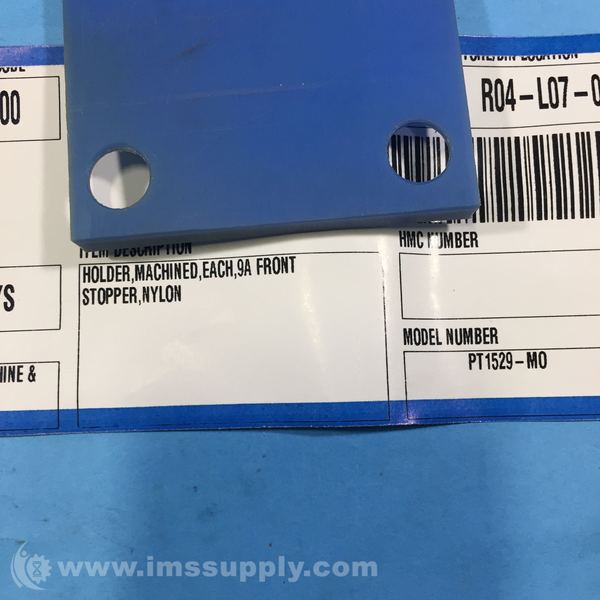 R04-L07-0
00
ITEM DESCRIPTION
HOLDER,MACHINED,EACH,9A FRONT
STOPPER,NYLON
HMC NUMBER
YS
MODEL NUMBER
PT1529-MO
HINE &
www.imssupply.com